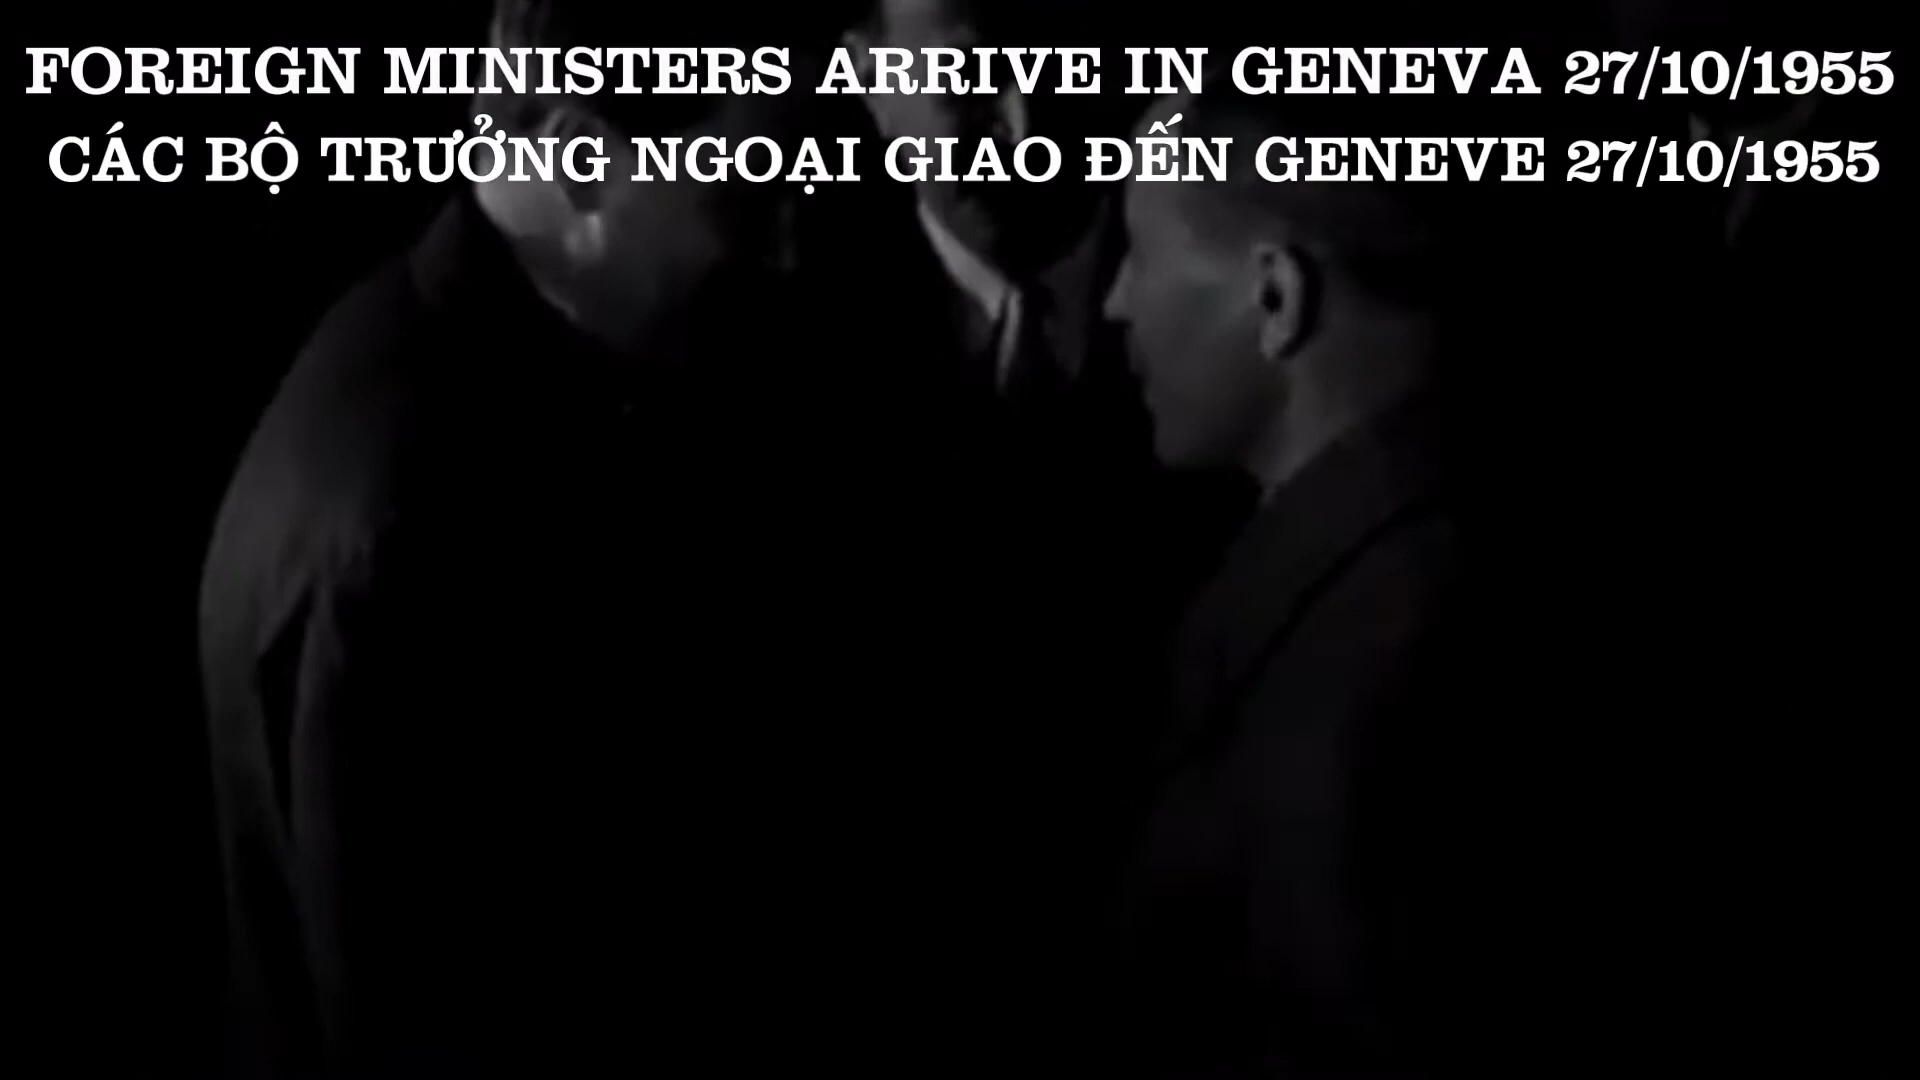 FOREIGN MINISTERS ARRIVE IN GENEVA 27/10/1955
CÁC BỘ TRƯỞNG NGOẠI GIAO ĐẾN GENEVE 27/10/1955